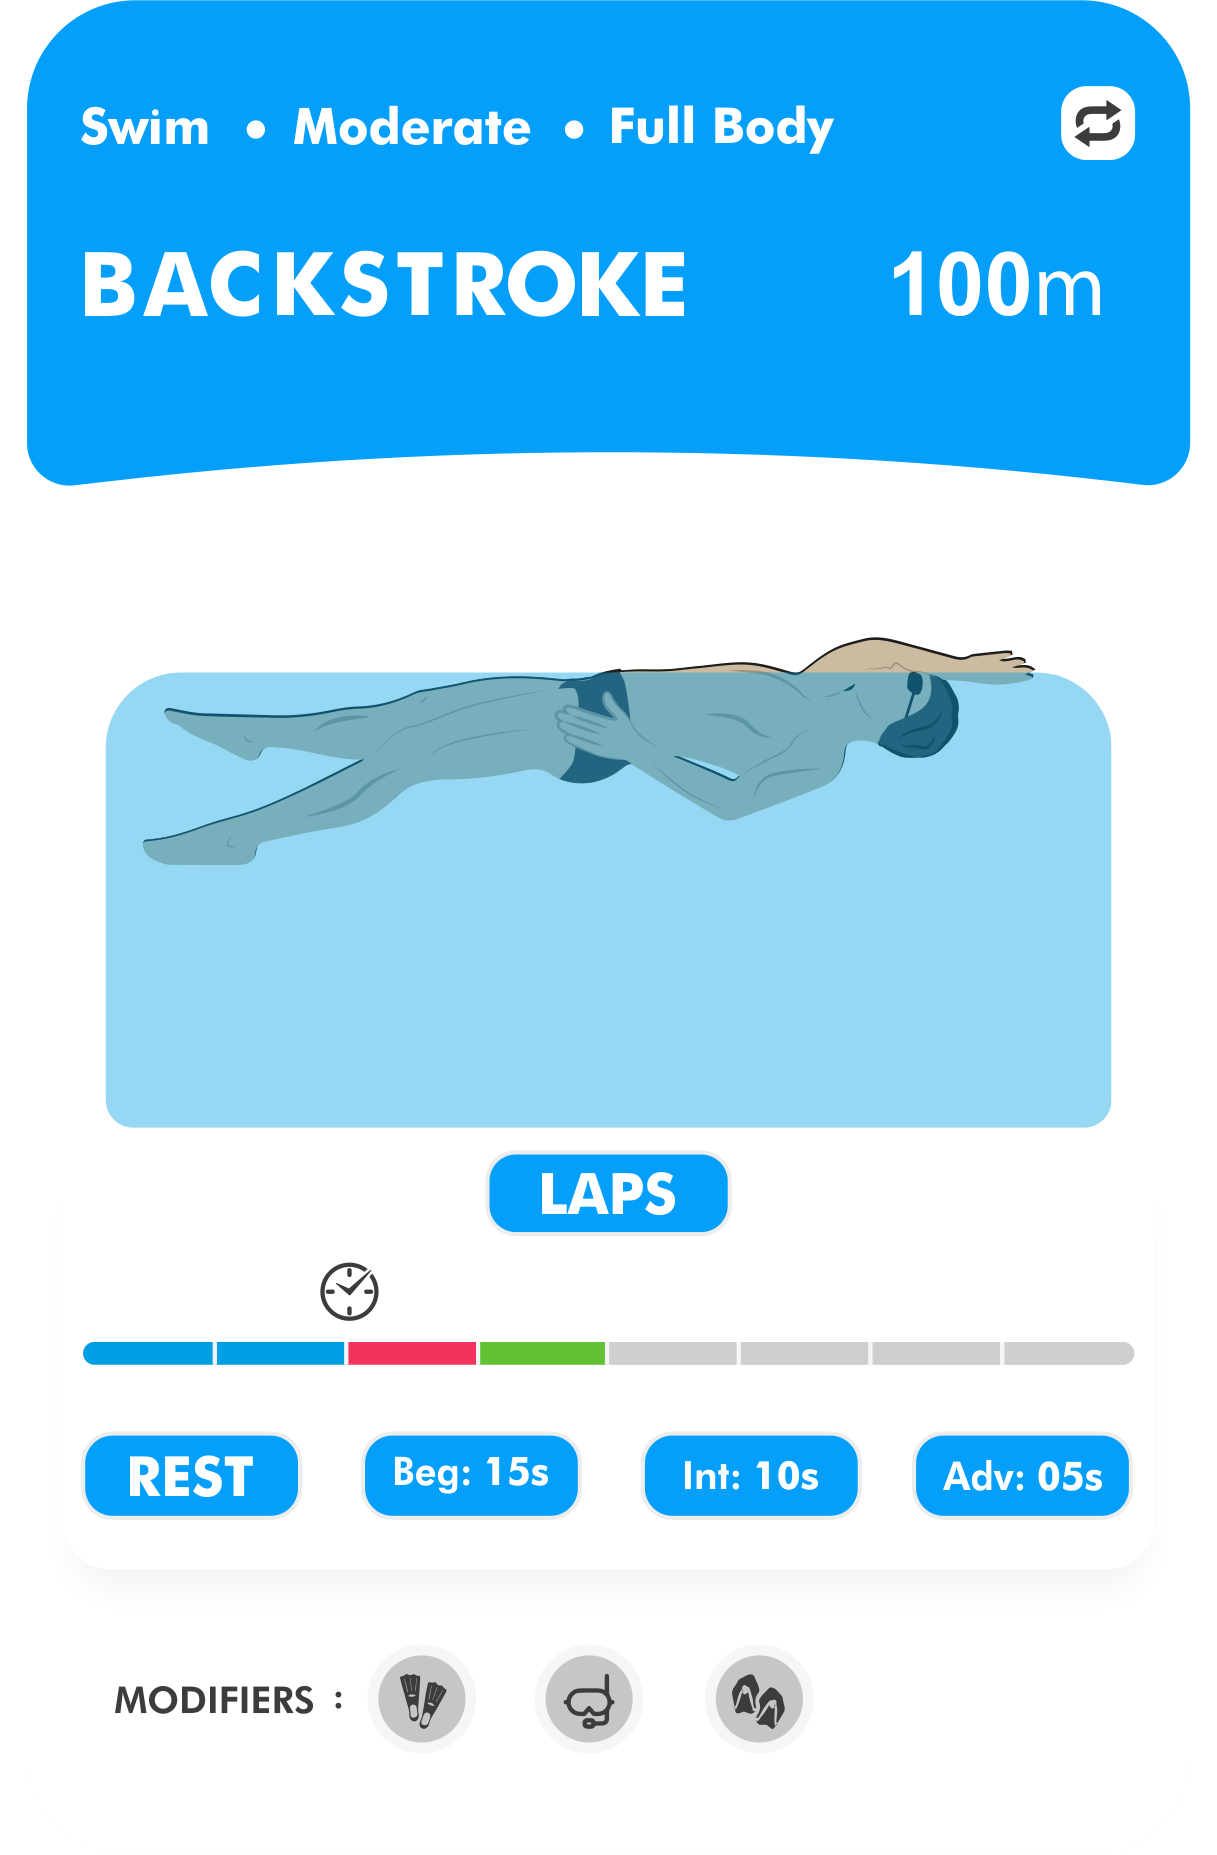 Swim • Moderate • Full Body
BACKSTROKE 100m
LAPS
REST Beg: 15s Int: 10s Adv: 05s
MODIFIERS :